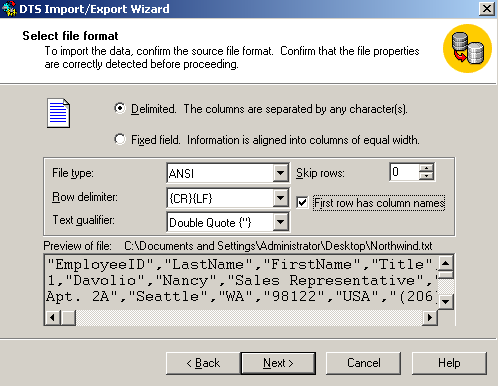 DTS Import/Export Wizard
Select file format
To import the data, confirm the source file format. Confirm that the file properties
are correctly detected before proceeding.
Delimited. The columns are separated by any character(s).
Fixed field. Information is aligned into columns of equal width.
File type: ANSI Skip rows: 0
Row delimiter: {CR}{LF} First row has column names
Text qualifier: Double Quote {"}
Preview of file: C:\Documents and Settings\Administrator\Desktop\Northwind.txt
"EmployeeID","LastName","FirstName","Title"
1,"Davolio","Nancy","Sales Representative",
Apt. 2A","Seattle","WA","98122","USA","(206)
< Back Next > Cancel Help